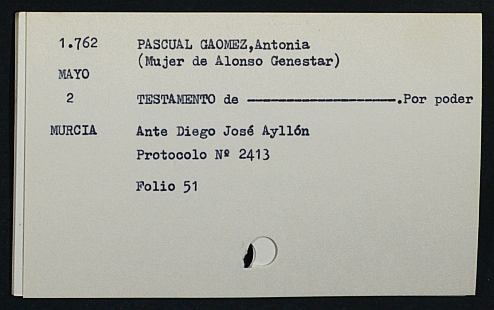 1.762 PASCUAL GAOMEZ,Antonia
(Mujer de Alonso Genestar)
MAYO
2 TESTAMENTO de ——————————.Por poder
MURCIA Ante Diego José Ayllón
Protocolo Nº 2413
Folio 51